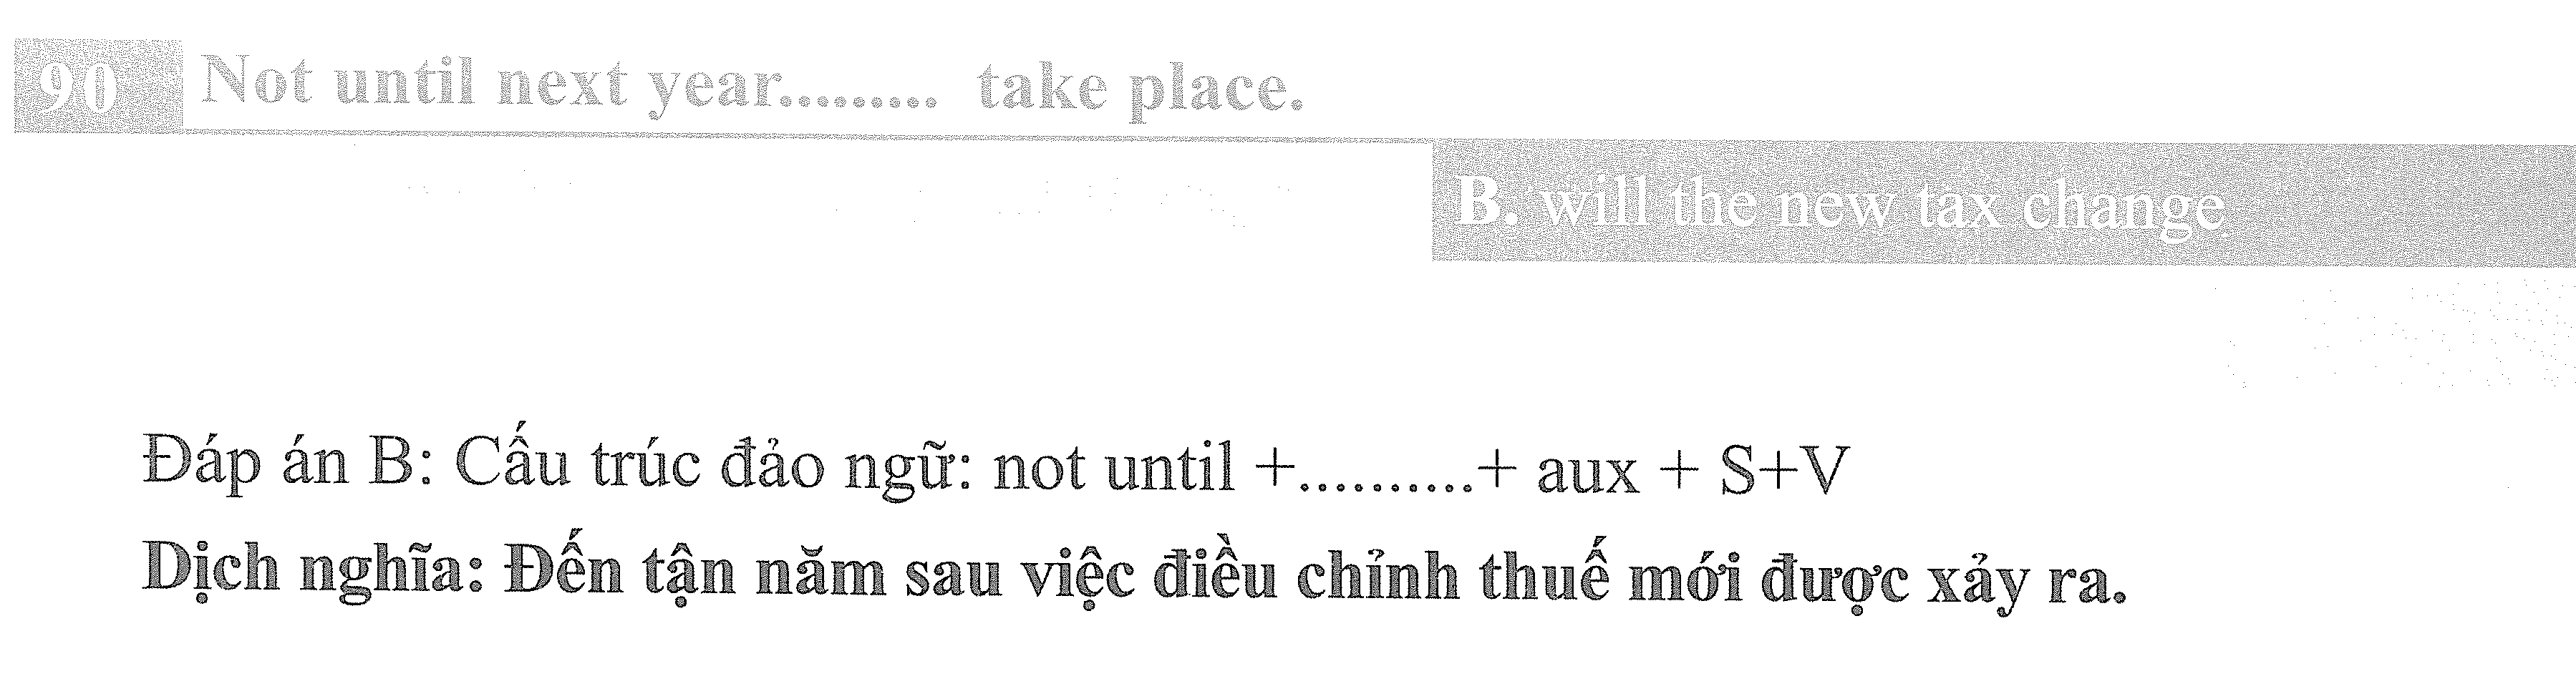 90 Not until next year......... take place.
B. will the new tax change
Đáp án B: Cấu trúc đảo ngữ: not until +..........+ aux + S+V
Dịch nghĩa: Đến tận năm sau việc điều chỉnh thuế mới được xảy ra.